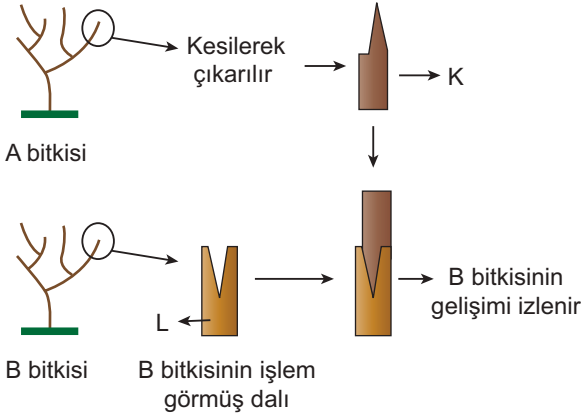 Kesilerek
çıkarılır
K
A bitkisi
B bitkisinin
gelişimi izlenir
L
B bitkisi
B bitkisinin işlem
görmüş dalı